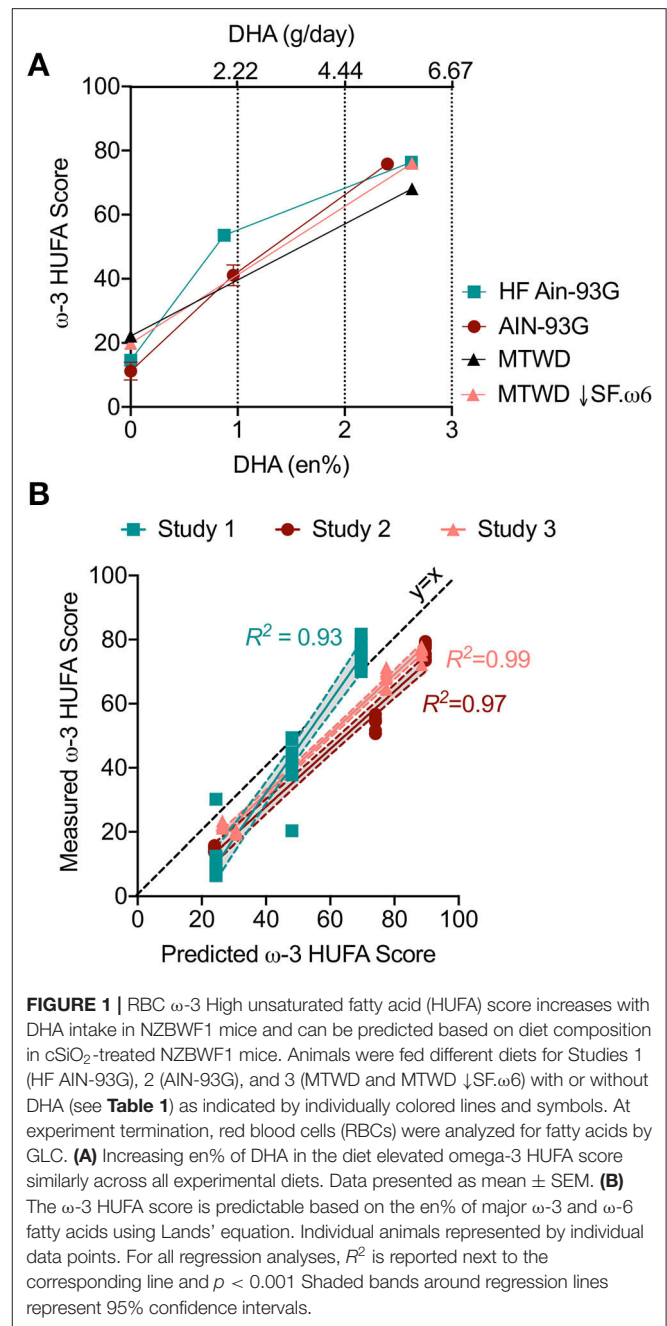 DHA (g/day)
A
2.22 4.44 6.67
100
80
60
40
20
0
ω-3 HUFA Score
0 1 2 3
DHA (en%)
HF Ain-93G
AIN-93G
MTWD
MTWD ↓SF.ω6
B
Study 1 Study 2 Study 3
100
80
60
40
20
0
Measured ω-3 HUFA Score
y=x
R² = 0.93
R²=0.99
R²=0.97
0 20 40 60 80 100
Predicted ω-3 HUFA Score
FIGURE 1 | RBC ω-3 High unsaturated fatty acid (HUFA) score increases with
DHA intake in NZBWF1 mice and can be predicted based on diet composition
in cSiO₂-treated NZBWF1 mice. Animals were fed different diets for Studies 1
(HF AIN-93G), 2 (AIN-93G), and 3 (MTWD and MTWD ↓SF.ω6) with or without
DHA (see Table 1) as indicated by individually colored lines and symbols. At
experiment termination, red blood cells (RBCs) were analyzed for fatty acids by
GLC. (A) Increasing en% of DHA in the diet elevated omega-3 HUFA score
similarly across all experimental diets. Data presented as mean ± SEM. (B)
The ω-3 HUFA score is predictable based on the en% of major ω-3 and ω-6
fatty acids using Lands' equation. Individual animals represented by individual
data points. For all regression analyses, R² is reported next to the
corresponding line and p < 0.001 Shaded bands around regression lines
represent 95% confidence intervals.